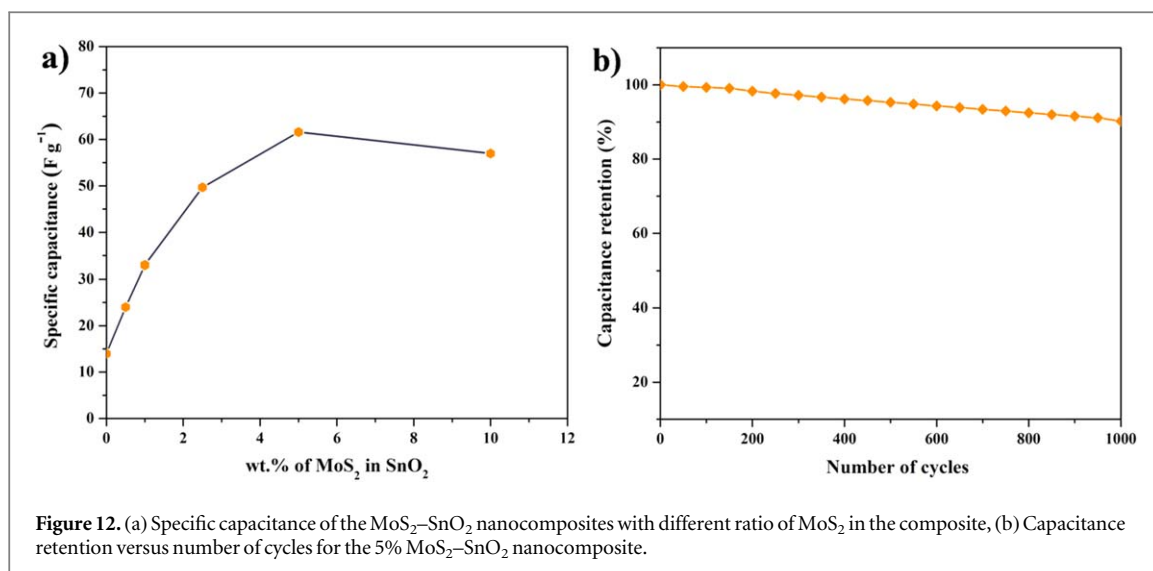 a)
80
70
60
50
40
30
20
10
0
Specific capacitance (F g⁻¹)
0 2 4 6 8 10 12
wt.% of MoS₂ in SnO₂
b)
100
80
60
40
20
Capacitance retention (%)
0 200 400 600 800 1000
Number of cycles
Figure 12. (a) Specific capacitance of the MoS₂–SnO₂ nanocomposites with different ratio of MoS₂ in the composite, (b) Capacitance
retention versus number of cycles for the 5% MoS₂–SnO₂ nanocomposite.